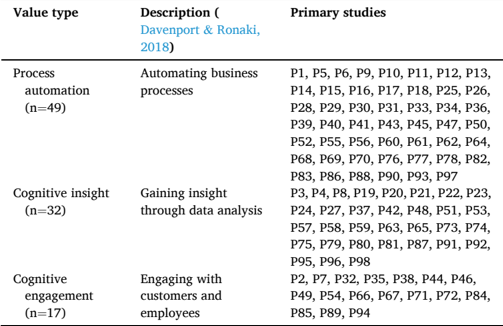 Value type Description ( Primary studies
Davenport & Ronaki,
2018)
Process Automating business P1, P5, P6, P9, P10, P11, P12, P13,
automation processes P14, P15, P16, P17, P18, P25, P26,
(n=49) P28, P29, P30, P31, P33, P34, P36,
P39, P40, P41, P43, P45, P47, P50,
P52, P55, P56, P60, P61, P62, P64,
P68, P69, P70, P76, P77, P78, P82,
P83, P86, P88, P90, P93, P97
Cognitive insight Gaining insight P3, P4, P8, P19, P20, P21, P22, P23,
(n=32) through data analysis P24, P27, P37, P42, P48, P51, P53,
P57, P58, P59, P63, P65, P73, P74,
P75, P79, P80, P81, P87, P91, P92,
P95, P96, P98
Cognitive Engaging with P2, P7, P32, P35, P38, P44, P46,
engagement customers and P49, P54, P66, P67, P71, P72, P84,
(n=17) employees P85, P89, P94